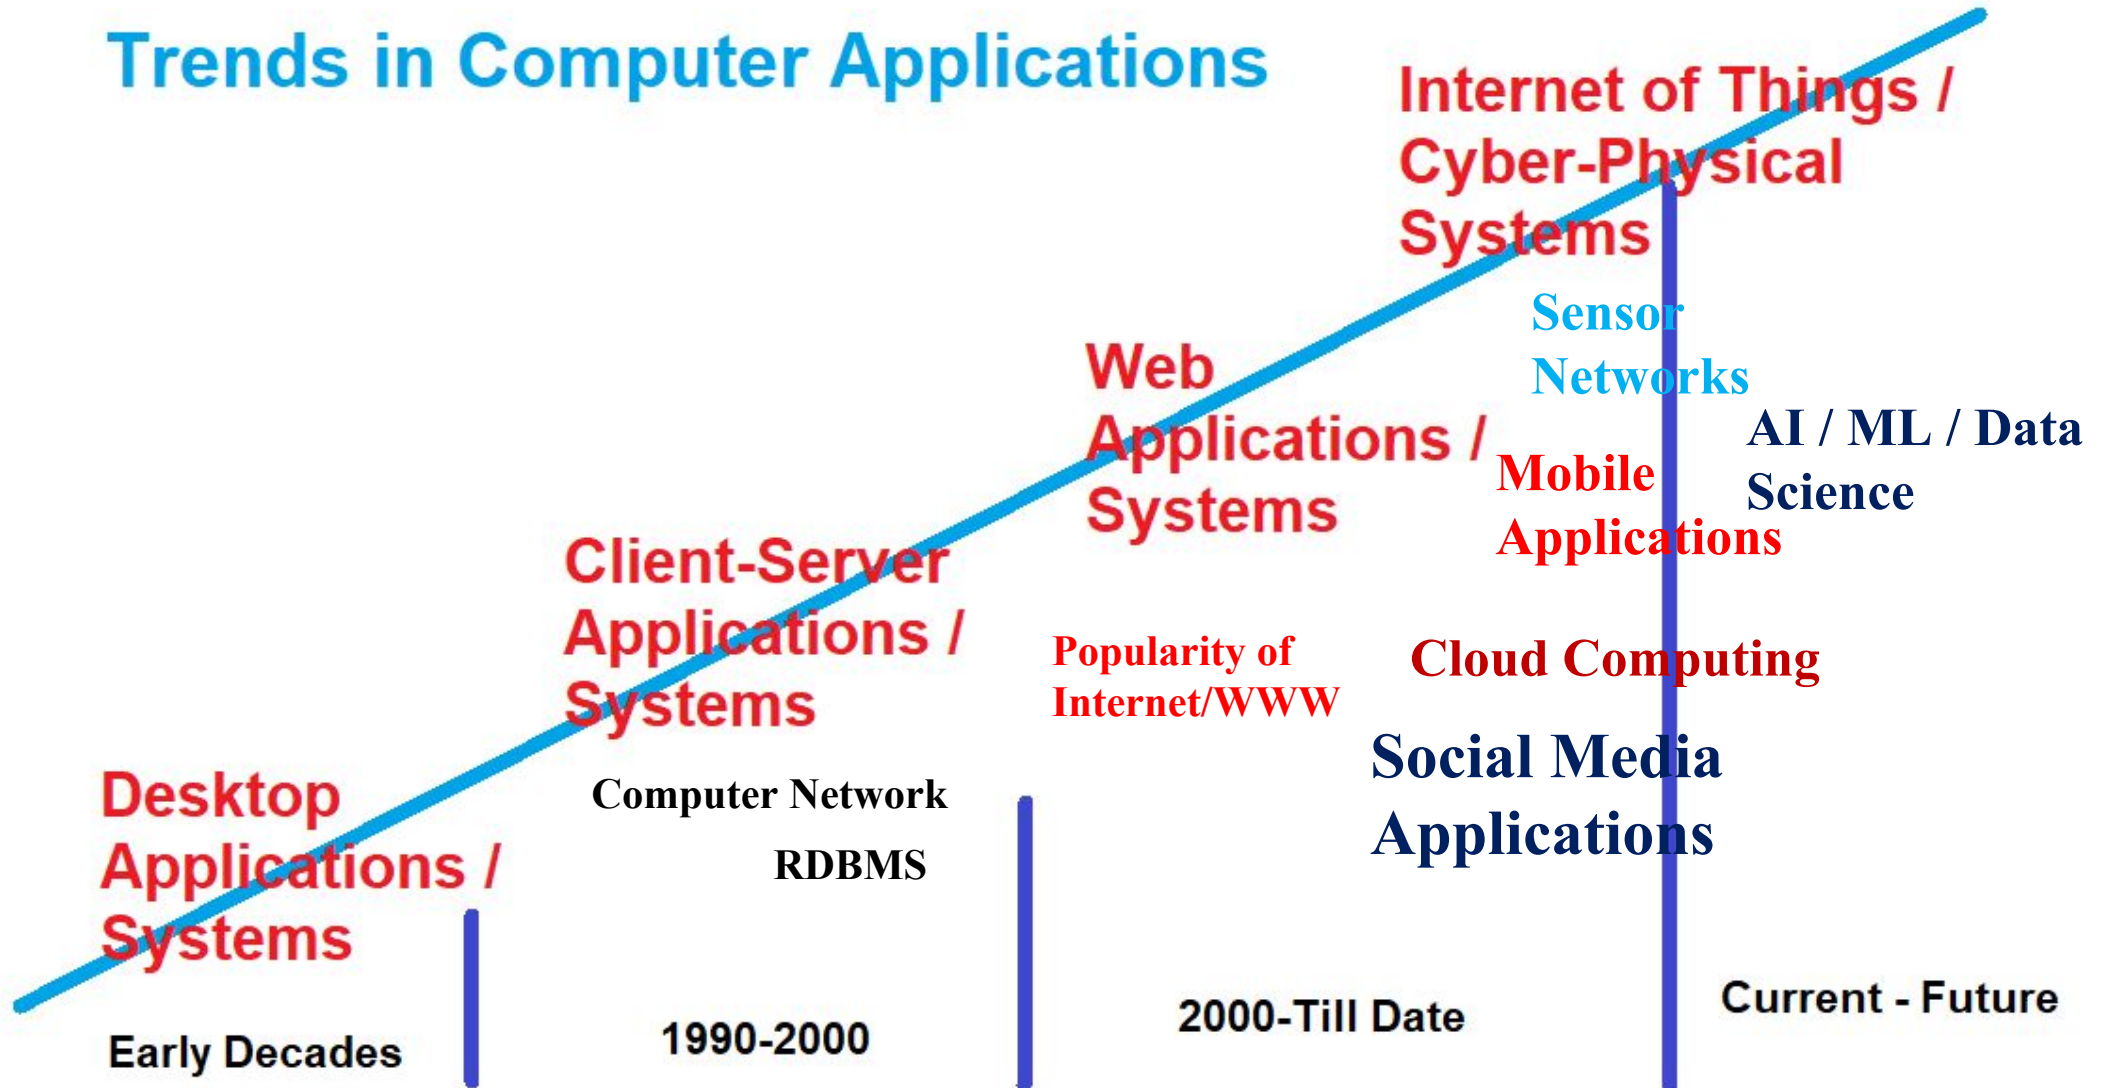 Trends in Computer Applications
Internet of Things /
Cyber-Physical
Systems
Sensor
Networks
Web
Applications /
Systems
AI / ML / Data
Science
Mobile
Applications
Client-Server
Applications /
Systems
Popularity of
Internet/WWW
Cloud Computing
Social Media
Applications
Desktop
Applications /
Systems
Computer Network
RDBMS
Early Decades
1990-2000
2000-Till Date
Current - Future